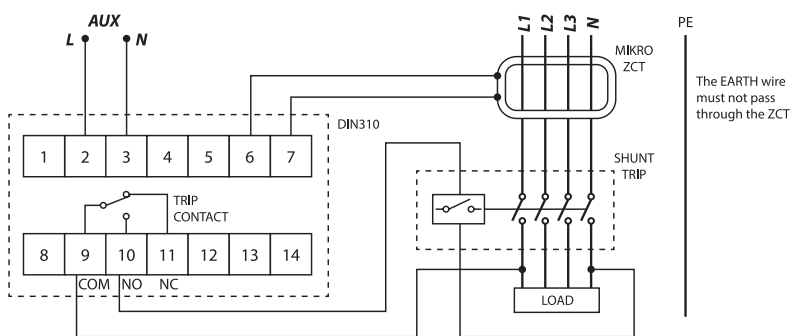 AUX
L N
L1 L2 L3 N
PE
MIKRO
ZCT
The EARTH wire
must not pass
through the ZCT
DIN310
1 2 3 4 5 6 7
TRIP
CONTACT
SHUNT
TRIP
8 9 10 11 12 13 14
COM NO NC
LOAD